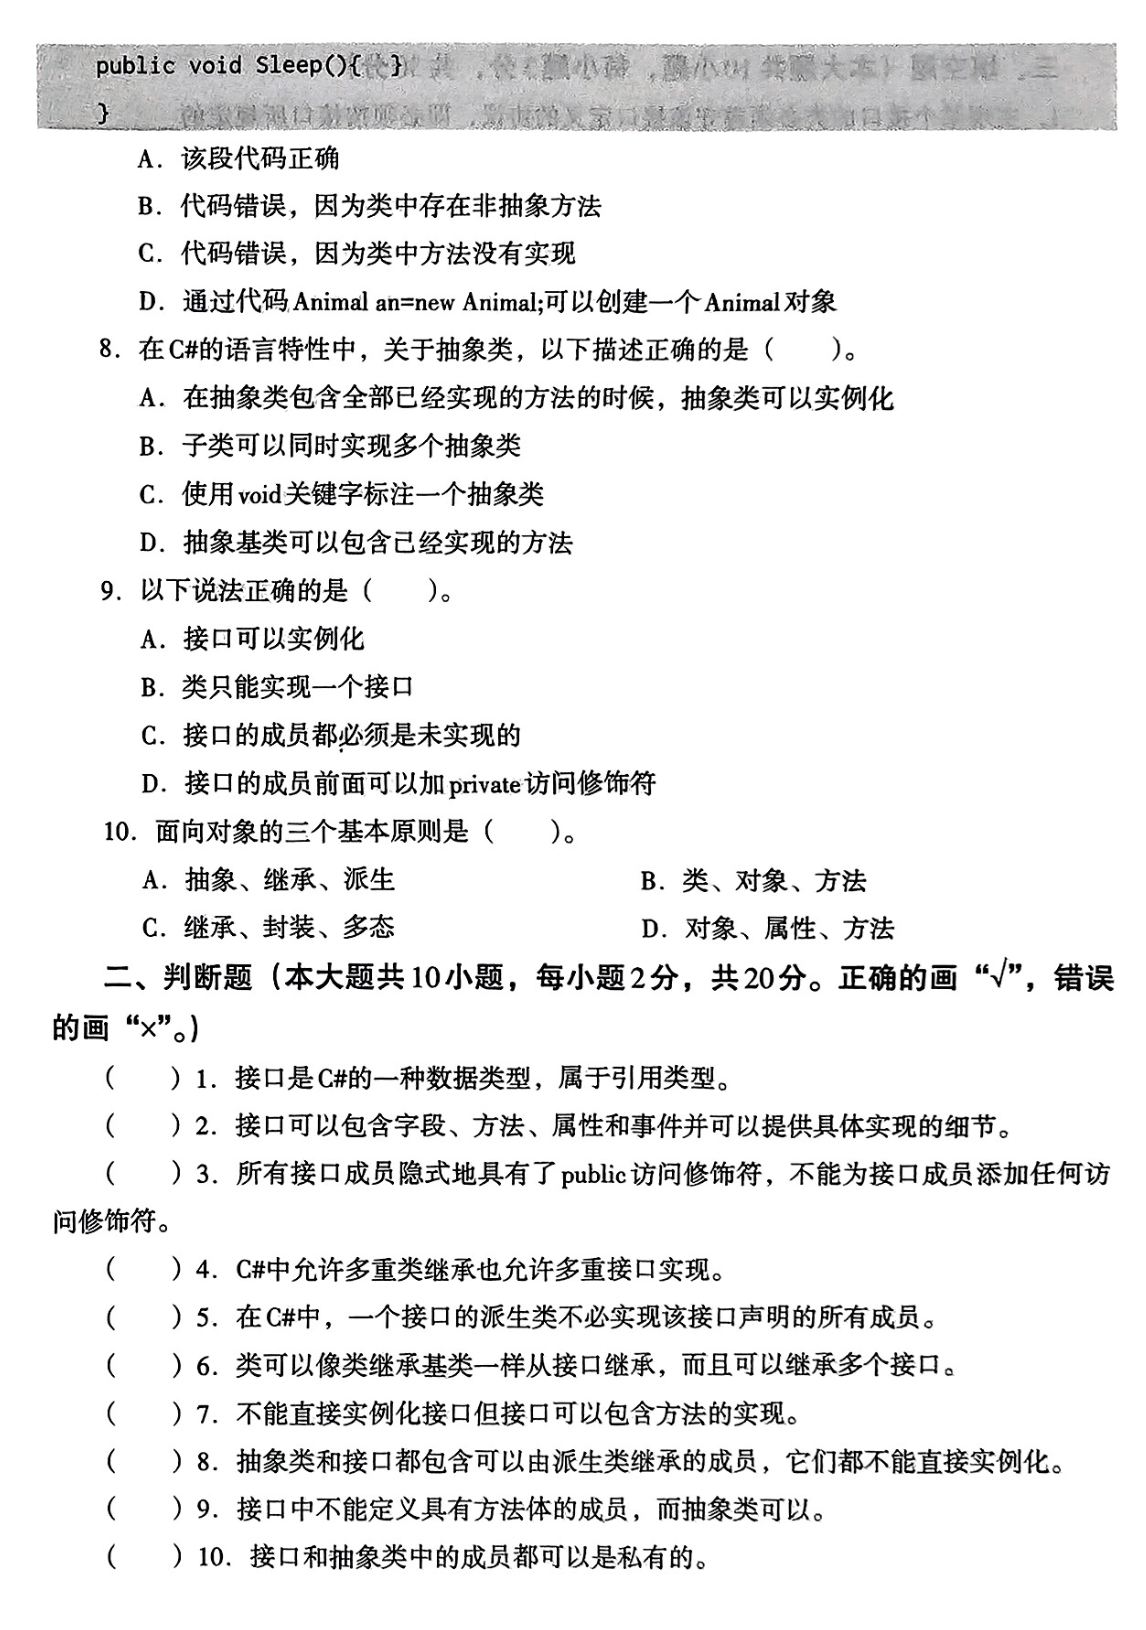 public void Sleep(){  }
}
A. 该段代码正确
B. 代码错误，因为类中存在非抽象方法
C. 代码错误，因为类中方法没有实现
D. 通过代码Animal an=new Animal;可以创建一个Animal对象
8. 在C#的语言特性中，关于抽象类，以下描述正确的是（　　）。
A. 在抽象类包含全部已经实现的方法的时候，抽象类可以实例化
B. 子类可以同时实现多个抽象类
C. 使用void关键字标注一个抽象类
D. 抽象基类可以包含已经实现的方法
9. 以下说法正确的是（　　）。
A. 接口可以实例化
B. 类只能实现一个接口
C. 接口的成员都必须是未实现的
D. 接口的成员前面可以加private访问修饰符
10. 面向对象的三个基本原则是（　　）。
A. 抽象、继承、派生　　B. 类、对象、方法
C. 继承、封装、多态　　D. 对象、属性、方法
二、判断题（本大题共10小题，每小题2分，共20分。正确的画“√”，错误
的画“×”。)
（　　）1. 接口是C#的一种数据类型，属于引用类型。
（　　）2. 接口可以包含字段、方法、属性和事件并可以提供具体实现的细节。
（　　）3. 所有接口成员隐式地具有了public访问修饰符，不能为接口成员添加任何访
问修饰符。
（　　）4. C#中允许多重类继承也允许多重接口实现。
（　　）5. 在C#中，一个接口的派生类不必实现该接口声明的所有成员。
（　　）6. 类可以像类继承基类一样从接口继承，而且可以继承多个接口。
（　　）7. 不能直接实例化接口但接口可以包含方法的实现。
（　　）8. 抽象类和接口都包含可以由派生类继承的成员，它们都不能直接实例化。
（　　）9. 接口中不能定义具有方法体的成员，而抽象类可以。
（　　）10. 接口和抽象类中的成员都可以是私有的。